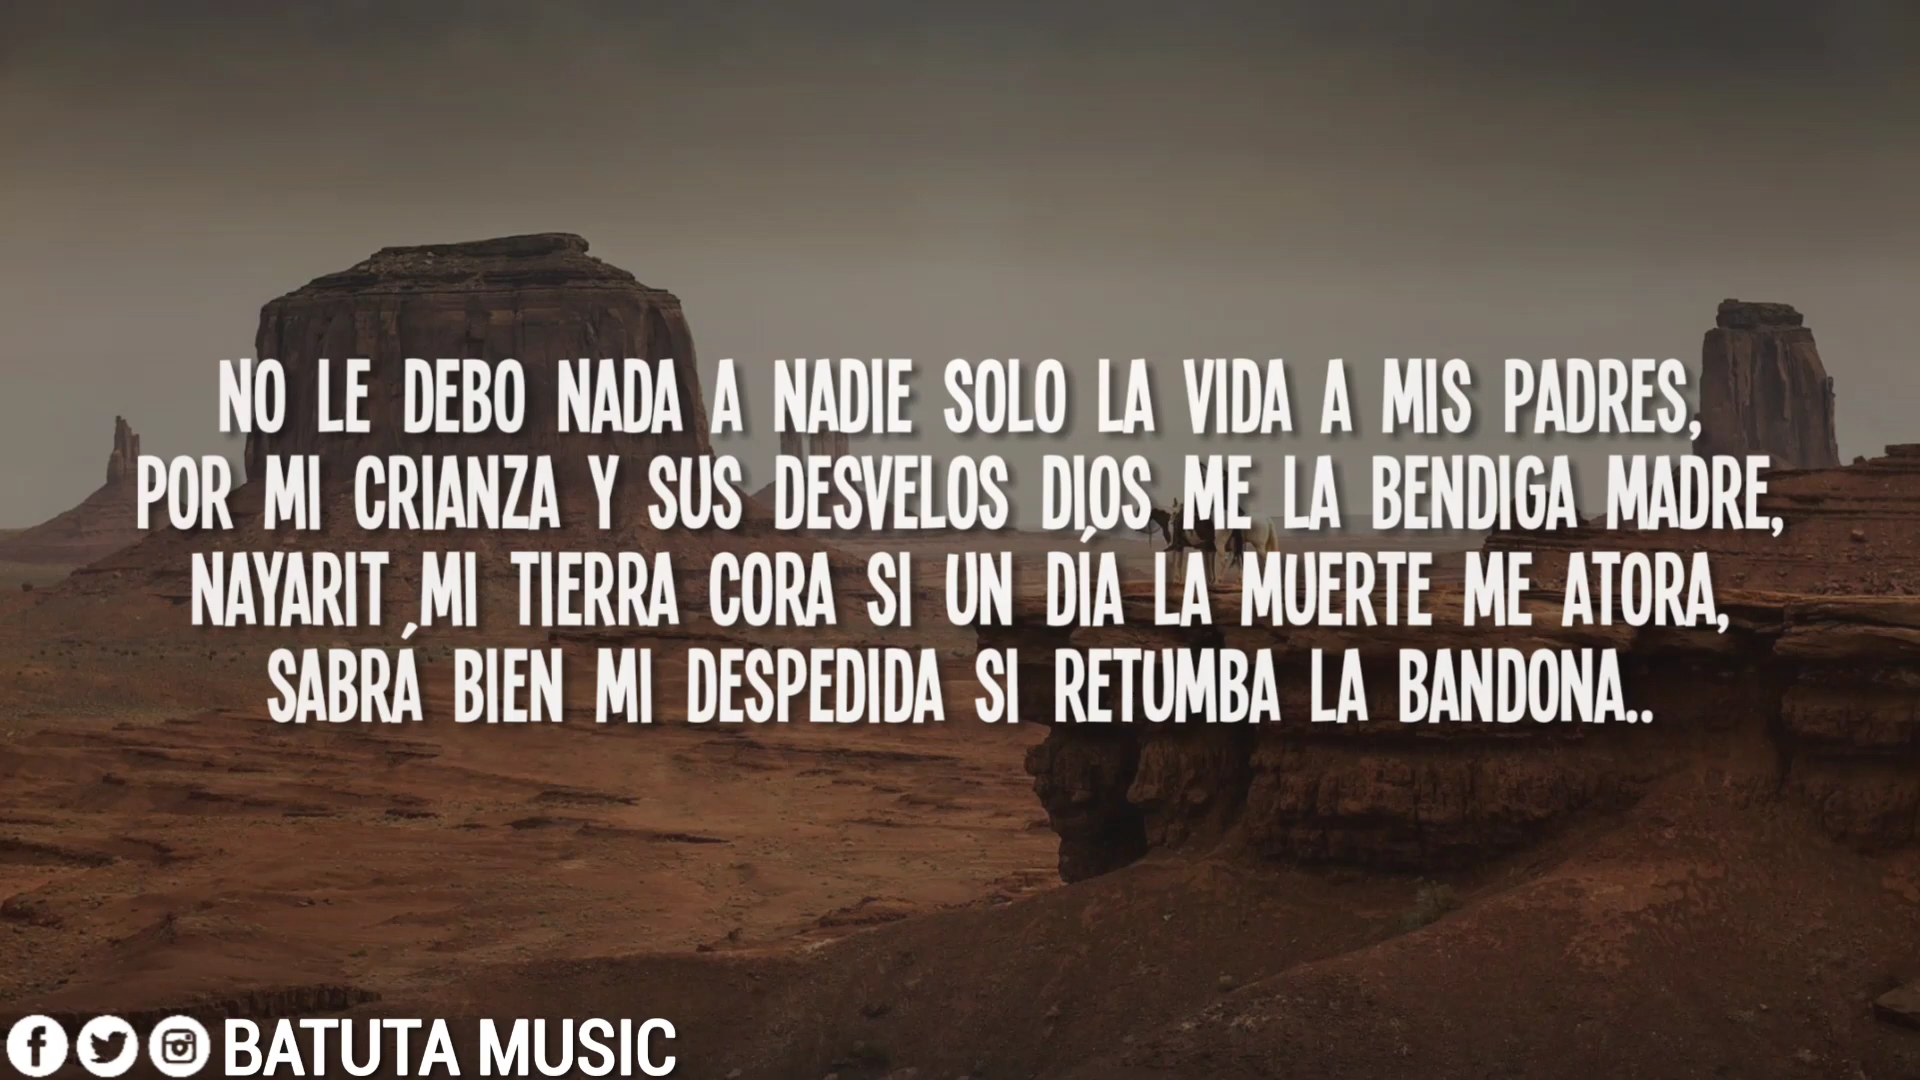 NO LE DEBO NADA A NADIE SOLO LA VIDA A MIS PADRES,
POR MI CRIANZA Y SUS DESVELOS DIOS ME LA BENDIGA MADRE,
NAYARIT MI TIERRA CORA SI UN DÍA LA MUERTE ME ATORA,
SABRÁ BIEN MI DESPEDIDA SI RETUMBA LA BANDONA..
BATUTA MUSIC